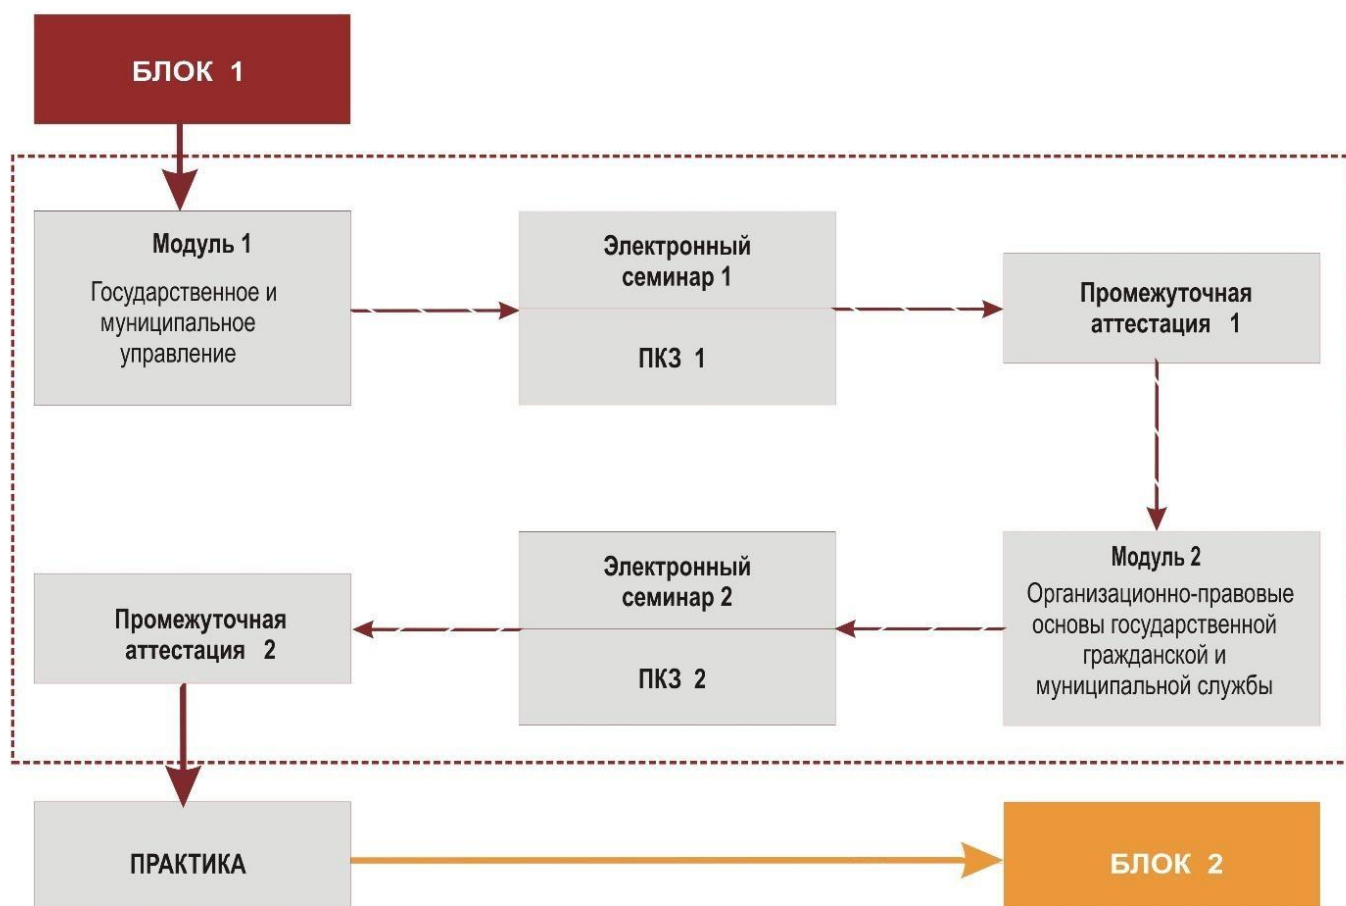 БЛОК 1
Модуль 1
Государственное и
муниципальное
управление
Электронный
семинар 1
ПКЗ 1
Промежуточная
аттестация 1
Модуль 2
Организационно-правовые
основы государственной
гражданской и
муниципальной службы
Электронный
семинар 2
ПКЗ 2
Промежуточная
аттестация 2
ПРАКТИКА
БЛОК 2